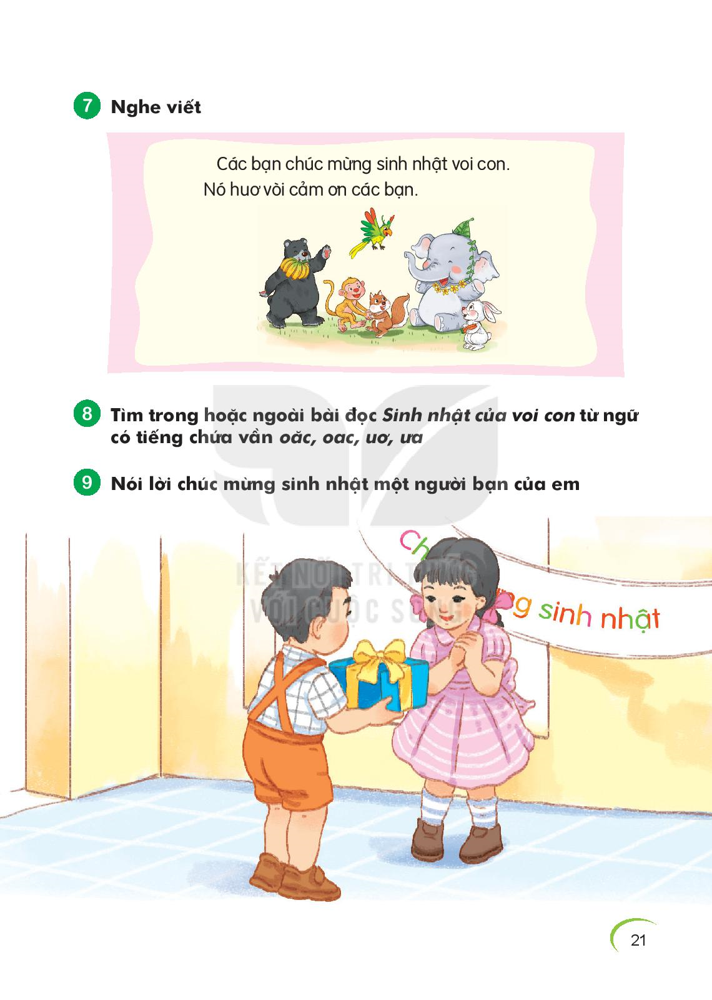 7 Nghe viết
Các bạn chúc mừng sinh nhật voi con.
Nó huơ vòi cảm ơn các bạn.
8 Tìm trong hoặc ngoài bài đọc Sinh nhật của voi con từ ngữ
có tiếng chứa vần oăc, oac, uơ, ưa
9 Nói lời chúc mừng sinh nhật một người bạn của em
KẾT NỐI TRI THỨC
VỚI CUỘC SỐNG
sinh nhật
21